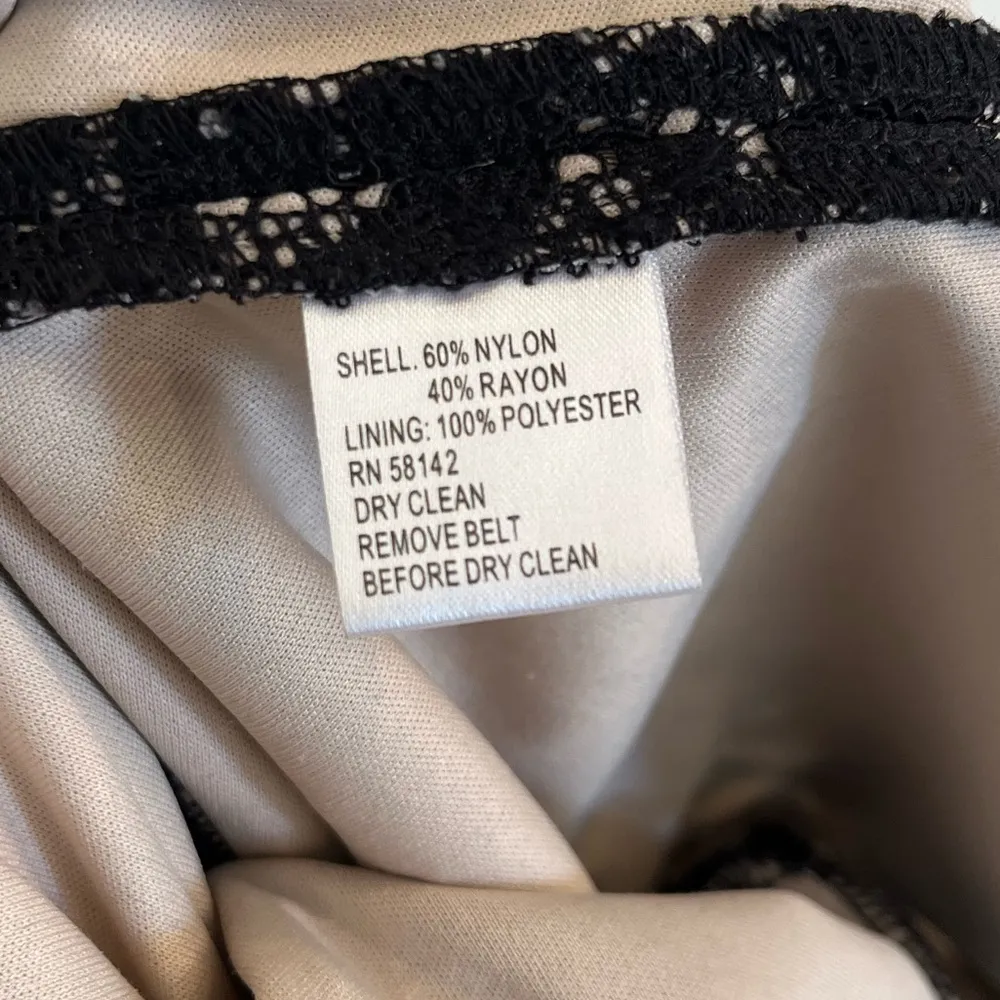 SHELL. 60% NYLON
40% RAYON
LINING: 100% POLYESTER
RN 58142
DRY CLEAN
REMOVE BELT
BEFORE DRY CLEAN